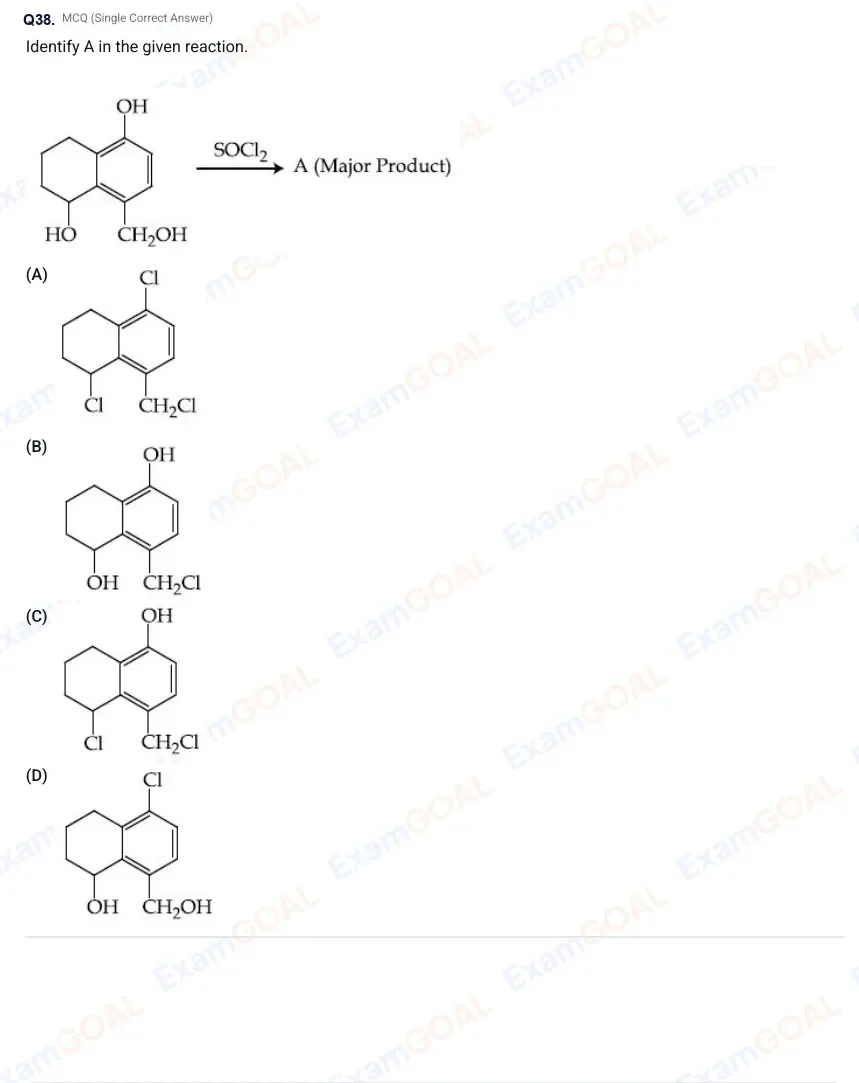 Q38. MCQ (Single Correct Answer)
Identify A in the given reaction.
OH
SOCl₂
A (Major Product)
HO CH₂OH
(A)
Cl
Cl CH₂Cl
(B)
OH
OH CH₂Cl
(C)
OH
Cl CH₂Cl
(D)
Cl
OH CH₂OH
ExamGOAL